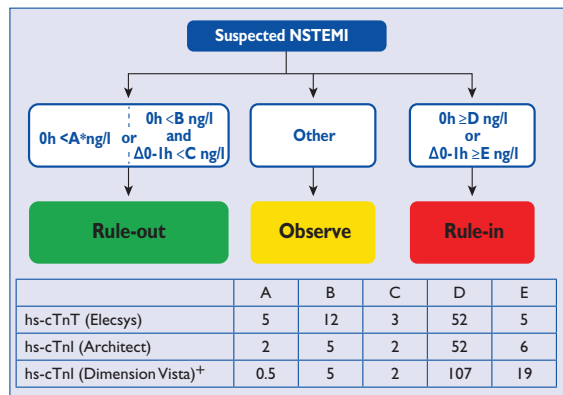 Suspected NSTEMI
0h <A*ng/l or
0h <B ng/l
and
Δ0-1h <C ng/l
Other
0h ≥D ng/l
or
Δ0-1h ≥E ng/l
Rule-out
Observe
Rule-in
A B C D E
hs-cTnT (Elecsys) 5 12 3 52 5
hs-cTnI (Architect) 2 5 2 52 6
hs-cTnI (Dimension Vista)+ 0.5 5 2 107 19